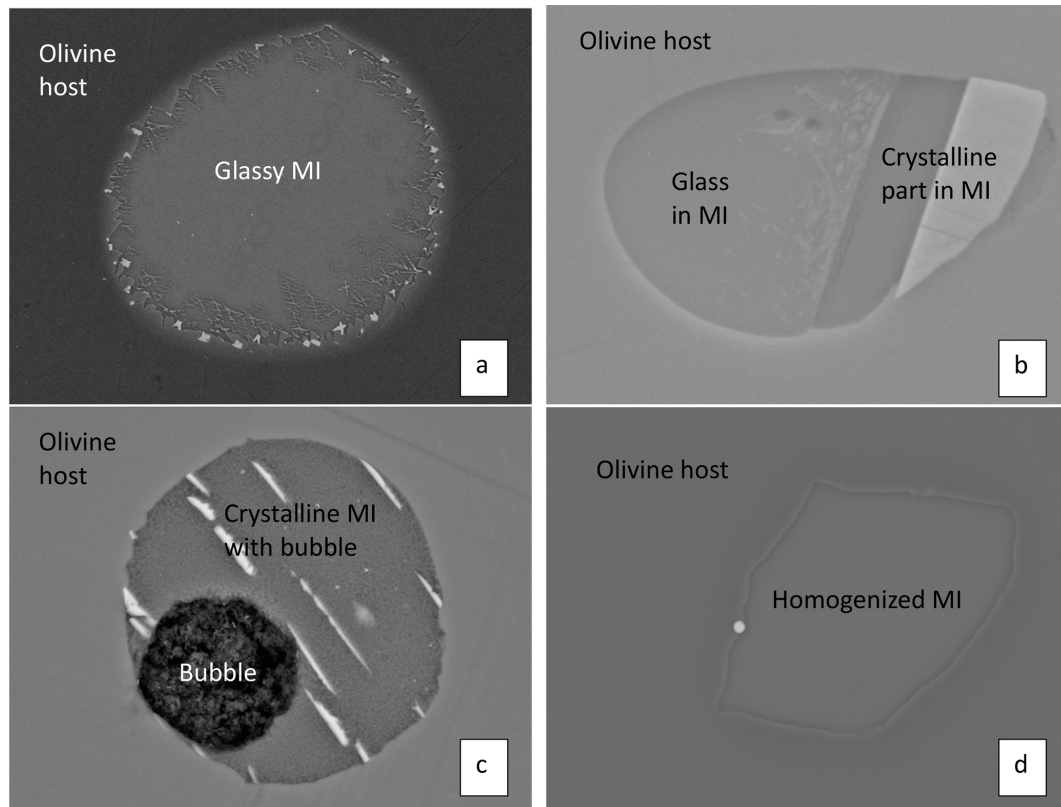 Olivine
host
Glassy MI
a
Olivine host
Glass
in MI
Crystalline
part in MI
b
Olivine
host
Crystalline MI
with bubble
Bubble
c
Olivine host
Homogenized MI
d